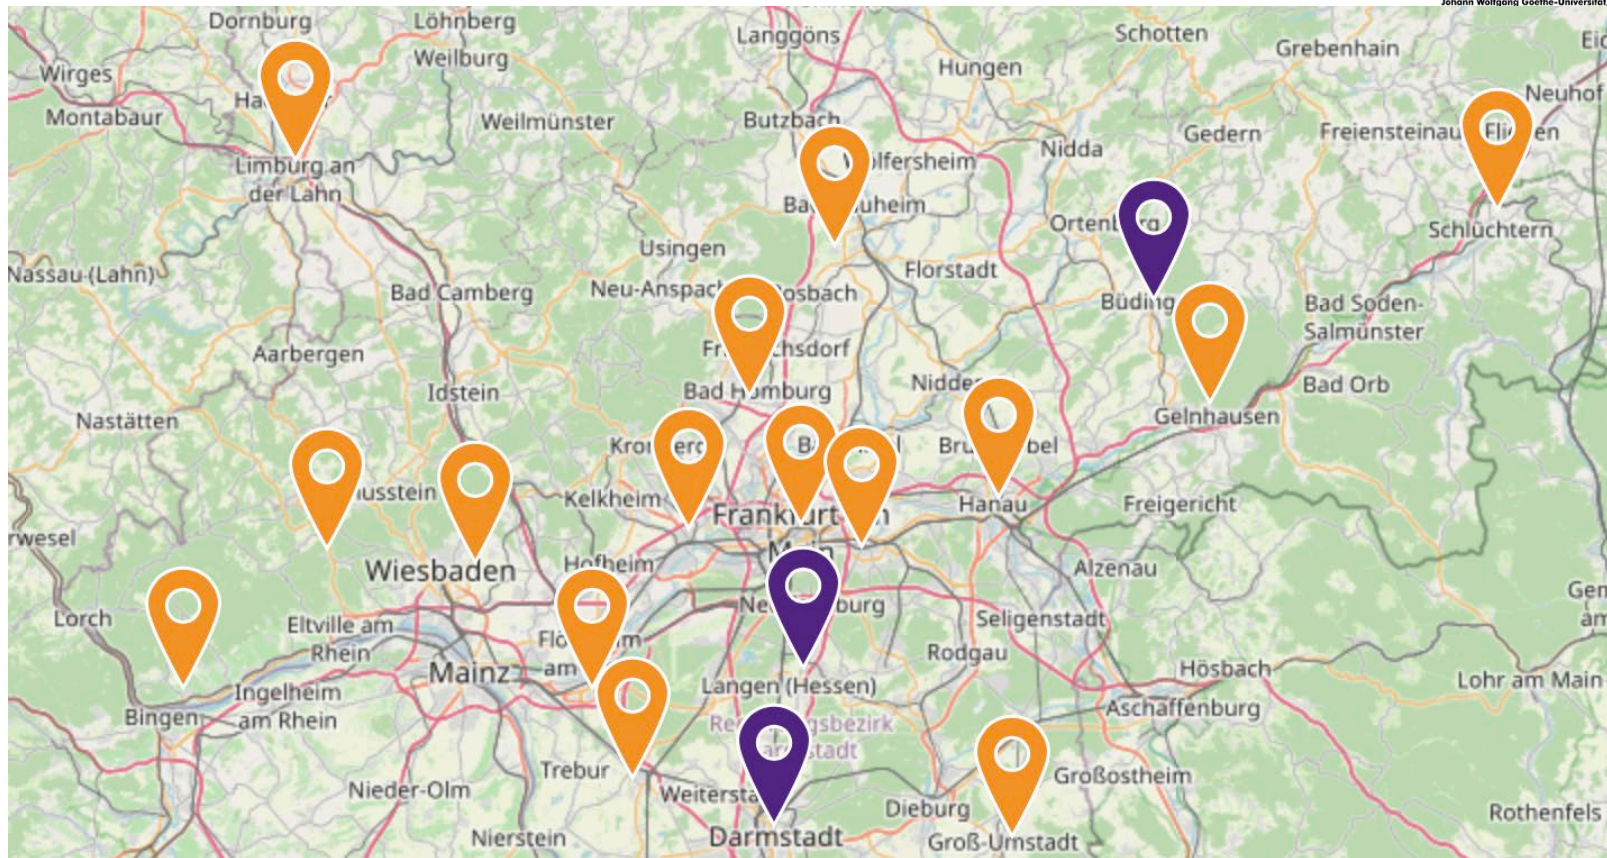 Johann Wolfgang Goethe-Universität
Dornburg
Löhnberg
Langgöns
Schotten
Grebenhain
Wirges
Weilburg
Hungen
Neuhof
Montabaur
Weilmünster
Butzbach
Nidda
Gedern
Freiensteinau
Limburg an
der Lahn
Ortenberg
Schlüchtern
Usingen
Nassau (Lahn)
Bad Camberg
Neu-Anspach
Rosbach
Florstadt
Bad Soden-
Salmünster
Aarbergen
Idstein
Bad Homburg
Bad Orb
Nastätten
Gelnhausen
Kelkheim
Hanau
Freigericht
Frankfurt
Main
Wiesbaden
Hofheim
Alzenau
Lorch
Eltville am
Rhein
Seligenstadt
Mainz
Rodgau
Hösbach
Ingelheim
am Rhein
Langen (Hessen)
Lohr am Main
Bingen
Aschaffenburg
Trebur
Großostheim
Nieder-Olm
Dieburg
Rothenfels
Nierstein
Darmstadt
Groß-Umstadt